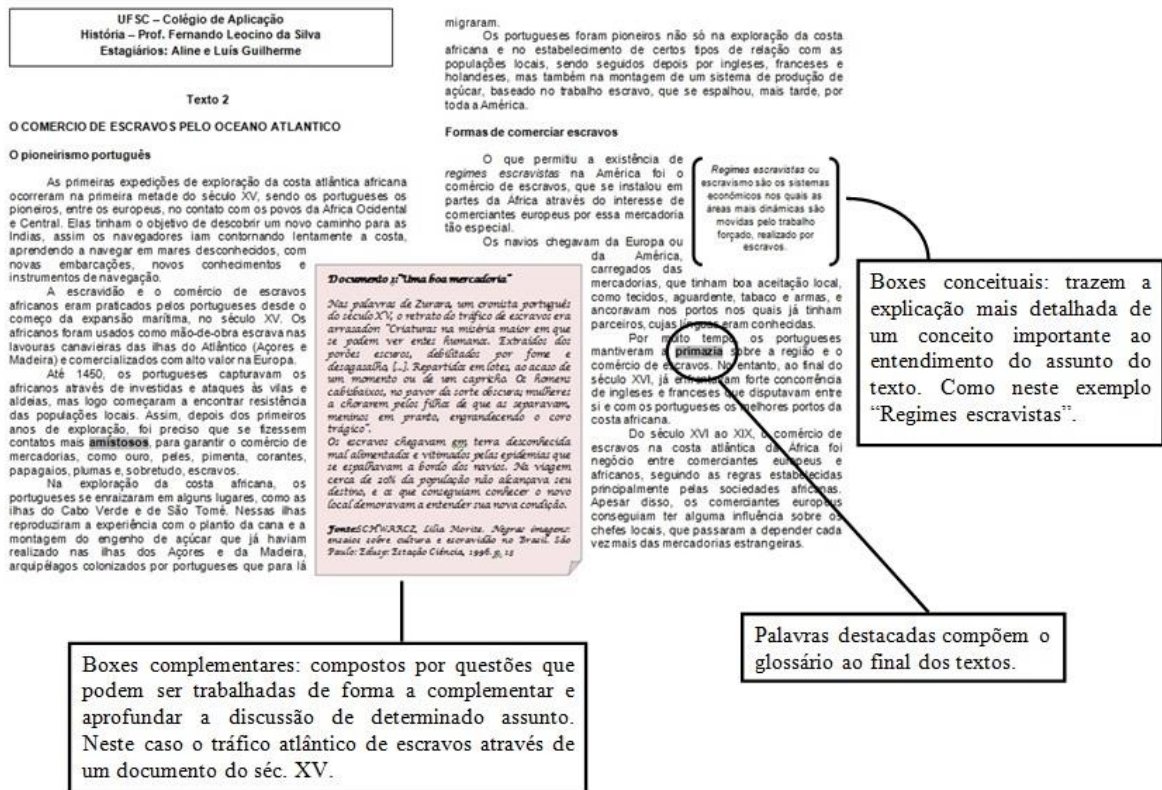 UFSC – Colégio de Aplicação
História – Prof. Fernando Leocino da Silva
Estagiários: Aline e Luís Guilherme
Texto 2
O COMERCIO DE ESCRAVOS PELO OCEANO ATLANTICO
O pioneirismo português
As primeiras expedições de exploração da costa atlântica africana
ocorreram na primeira metade do século XV, sendo os portugueses os
pioneiros, entre os europeus, no contato com os povos da Africa Ocidental
e Central. Elas tinham o objetivo de descobrir um novo caminho para as
Indias, assim os navegadores iam contornando lentamente a costa,
aprendendo a navegar em mares desconhecidos, com
novas embarcações, novos conhecimentos e
instrumentos de navegação.
A escravidão e o comércio de escravos
africanos eram praticados pelos portugueses desde o
começo da expansão marítima, no século XV. Os
africanos foram usados como mão-de-obra escrava nas
lavouras canavieiras das ilhas do Atlântico (Açores e
Madeira) e comercializados com alto valor na Europa.
Até 1450, os portugueses capturavam os
africanos através de investidas e ataques às vilas e
aldeias, mas logo começaram a encontrar resistência
das populações locais. Assim, depois dos primeiros
anos de exploração, foi preciso que se fizessem
contatos mais amistosos, para garantir o comércio de
mercadorias, como ouro, peles, pimenta, corantes,
papagaios, plumas e, sobretudo, escravos.
Na exploração da costa africana, os
portugueses se enraizaram em alguns lugares, como as
ilhas do Cabo Verde e de São Tomé. Nessas ilhas
reproduziram a experiência com o plantio da cana e a
montagem do engenho de açúcar que já haviam
realizado nas ilhas dos Açores e da Madeira,
arquipélagos colonizados por portugueses que para lá
Documento 1:"Uma boa mercadoria"
Nas palavras de Zurara, um cronista português
do século XV, o retrato do tráfico de escravos era
arrasador: "Criaturas na miséria maior em que
se podem ver entes humanos. Extraídos dos
porões escuros, debilitados por fome e
desagasalho, [...]. Repartidos em lotes, ao acaso de
um momento ou de um capricho. Os homens
cabisbaixos, no pavor da sorte obscura; mulheres
a chorarem pelos filhos de que as separavam,
meninos em pranto, engrandecendo o coro
trágico".
Os escravos chegavam em terra desconhecida
mal alimentados e vitimados pelas epidemias que
se espalhavam a bordo dos navios. Na viagem
cerca de 20% da população não alcançava seu
destino, e os que conseguiam conhecer o novo
local demoravam a entender sua nova condição.
Fonte:SCHWARCZ, Lilia Moritz. Negras imagens:
ensaios sobre cultura e escravidão no Brasil. São
Paulo: Edusp: Estação Ciência, 1996. p. 15
migraram.
Os portugueses foram pioneiros não só na exploração da costa
africana e no estabelecimento de certos tipos de relação com as
populações locais, sendo seguidos depois por ingleses, franceses e
holandeses, mas também na montagem de um sistema de produção de
açúcar, baseado no trabalho escravo, que se espalhou, mais tarde, por
toda a América.
Formas de comerciar escravos
O que permitiu a existência de
regimes escravistas na América foi o
comércio de escravos, que se instalou em
partes da África através do interesse de
comerciantes europeus por essa mercadoria
tão especial.
Os navios chegavam da Europa ou
da América,
carregados das
mercadorias, que tinham boa aceitação local,
como tecidos, aguardente, tabaco e armas, e
ancoravam nos portos nos quais já tinham
parceiros, cujas línguas eram conhecidas.
Por muito tempo os portugueses
mantiveram a primazia sobre a região e o
comércio de escravos. No entanto, ao final do
século XVI, já enfrentavam forte concorrência
de ingleses e franceses que disputavam entre
si e com os portugueses os melhores portos da
costa africana.
Do século XVI ao XIX, o comércio de
escravos na costa atlântica da África foi
negócio entre comerciantes europeus e
africanos, seguindo as regras estabelecidas
principalmente pelas sociedades africanas.
Apesar disso, os comerciantes europeus
conseguiam ter alguma influência sobre os
chefes locais, que passaram a depender cada
vez mais das mercadorias estrangeiras.
Regimes escravistas ou
escravismo são os sistemas
econômicos nos quais as
áreas mais dinâmicas são
movidas pelo trabalho
forçado, realizado por
escravos.
Boxes conceituais: trazem a
explicação mais detalhada de
um conceito importante ao
entendimento do assunto do
texto. Como neste exemplo
“Regimes escravistas”.
Palavras destacadas compõem o
glossário ao final dos textos.
Boxes complementares: compostos por questões que
podem ser trabalhadas de forma a complementar e
aprofundar a discussão de determinado assunto.
Neste caso o tráfico atlântico de escravos através de
um documento do séc. XV.